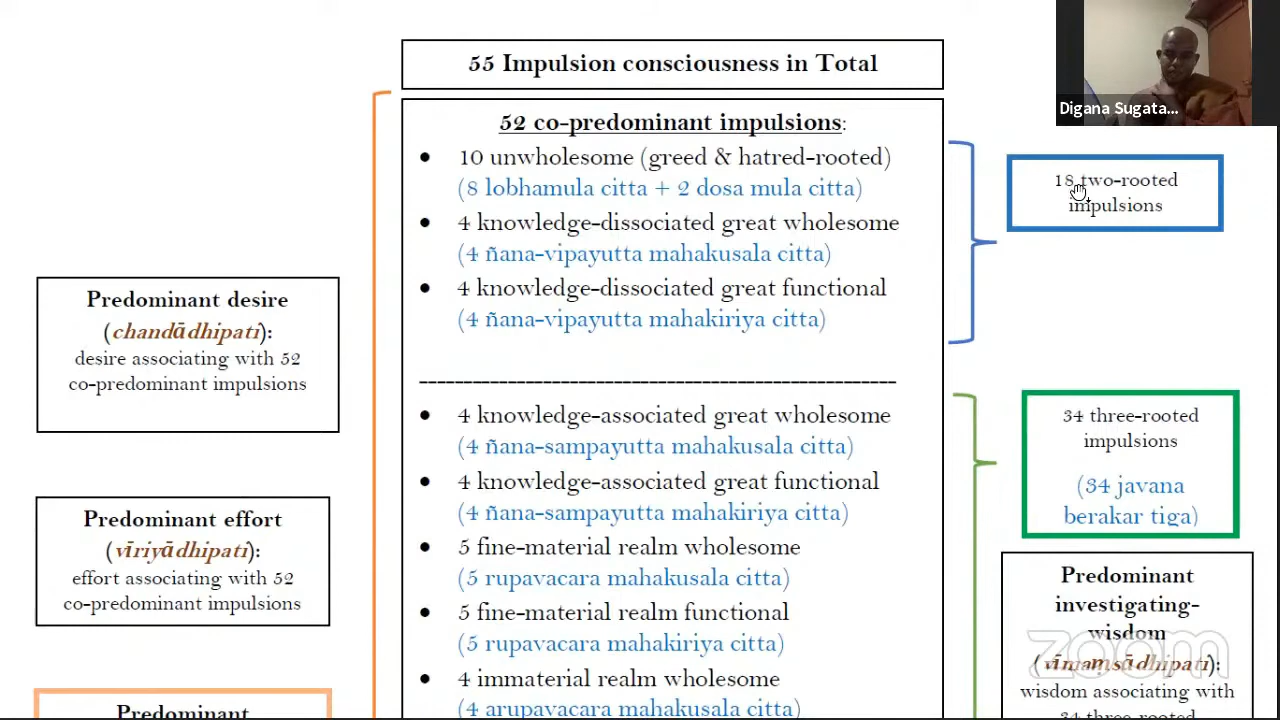 55 Impulsion consciousness in Total
52 co-predominant impulsions:
• 10 unwholesome (greed & hatred-rooted)
(8 lobhamula citta + 2 dosa mula citta)
• 4 knowledge-dissociated great wholesome
(4 ñana-vipayutta mahakusala citta)
• 4 knowledge-dissociated great functional
(4 ñana-vipayutta mahakiriya citta)
--------------------------------------------------------
• 4 knowledge-associated great wholesome
(4 ñana-sampayutta mahakusala citta)
• 4 knowledge-associated great functional
(4 ñana-sampayutta mahakiriya citta)
• 5 fine-material realm wholesome
(5 rupavacara mahakusala citta)
• 5 fine-material realm functional
(5 rupavacara mahakiriya citta)
• 4 immaterial realm wholesome
(4 arupavacara mahakusala citta)
Predominant desire
(chandādhipati):
desire associating with 52
co-predominant impulsions
Predominant effort
(vīriyādhipati):
effort associating with 52
co-predominant impulsions
Predominant
Digana Sugata...
18 two-rooted
impulsions
34 three-rooted
impulsions
(34 javana
berakar tiga)
Predominant
investigating-
wisdom
(vīmaṃsādhipati):
wisdom associating with
34 three-rooted
zoom